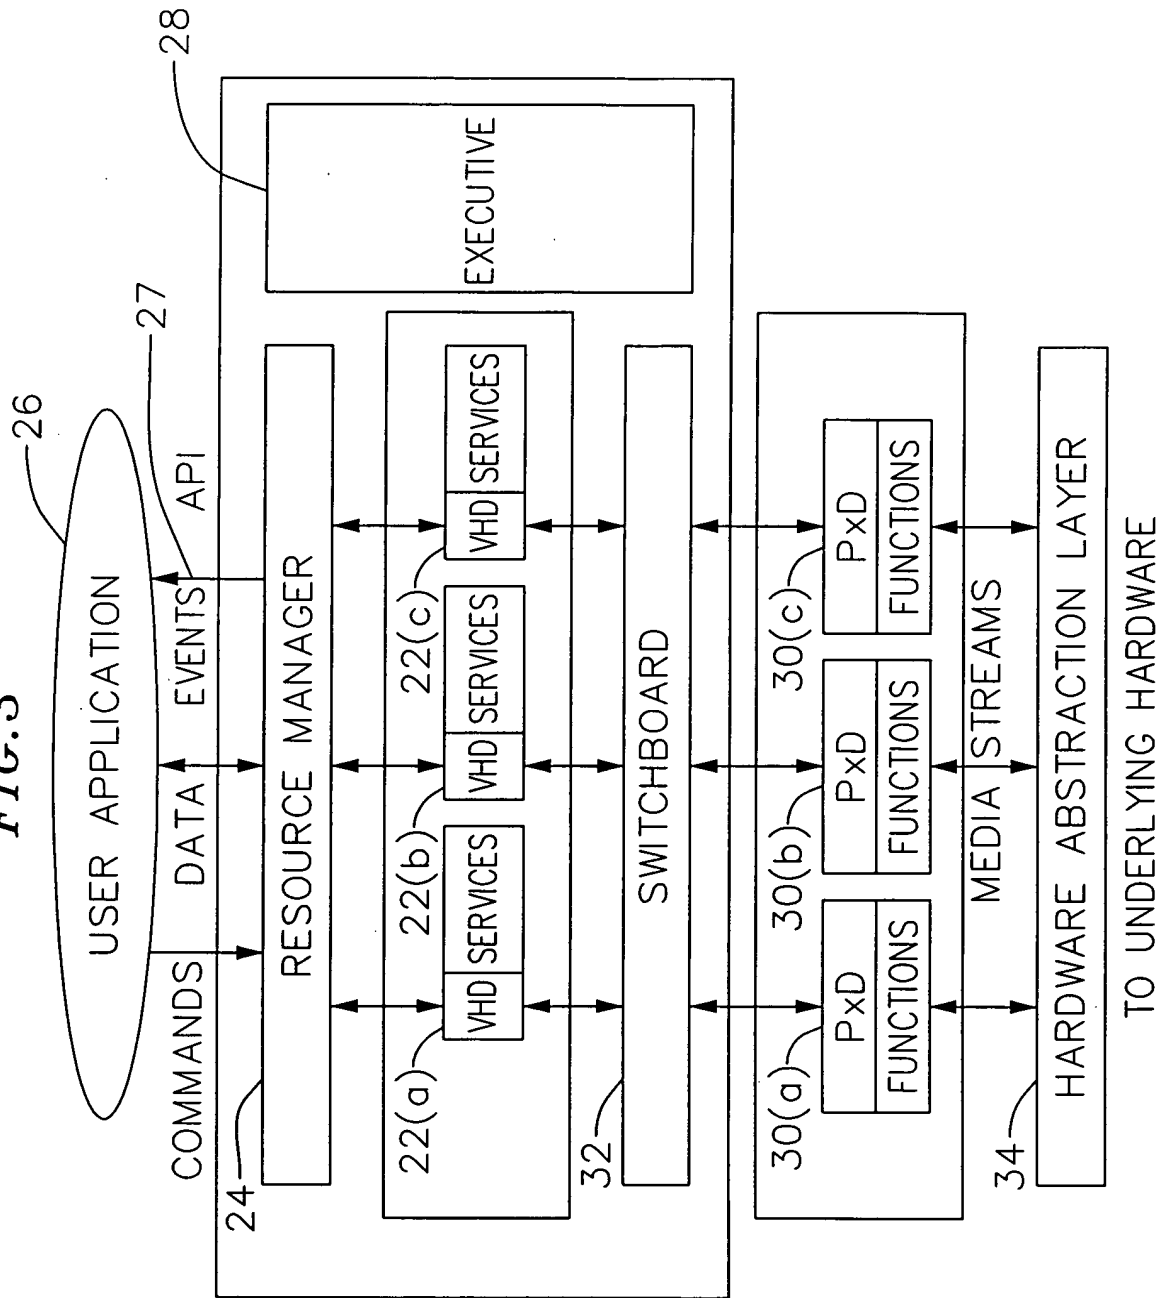 FIG. 3
26
USER APPLICATION
27
28
COMMANDS
DATA
EVENTS
API
24
RESOURCE MANAGER
EXECUTIVE
22(a)
VHD SERVICES
22(b)
VHD SERVICES
22(c)
VHD SERVICES
32
SWITCHBOARD
30(a)
PxD
FUNCTIONS
30(b)
PxD
FUNCTIONS
30(c)
PxD
FUNCTIONS
MEDIA STREAMS
34
HARDWARE ABSTRACTION LAYER
TO UNDERLYING HARDWARE